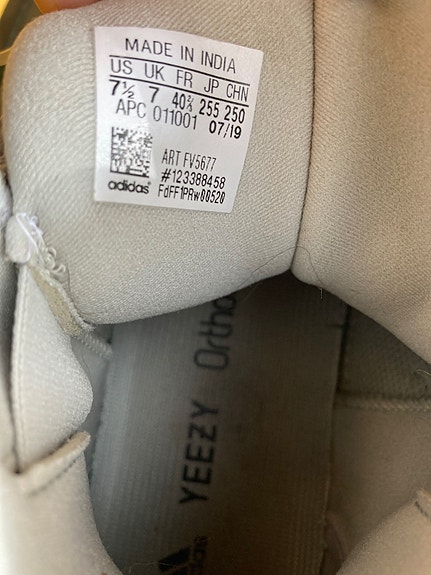 MADE IN INDIA
US UK FR JP CHN
7½ 7 40⅔ 255 250
APC 011001 07/19
ART FV5677
#123388458
adidas® FdFF1PRw00520
YEEZY Ortho